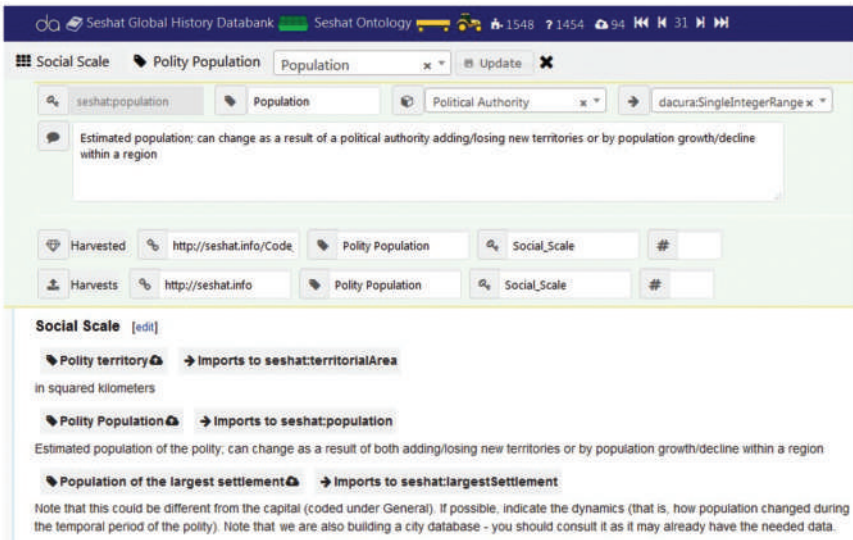 da Seshat Global History Databank Seshat Ontology 1548 ?1454 94 31
Social Scale Polity Population Population x Update X
seshat:population Population Political Authority x dacura:SingleIntegerRange x
Estimated population; can change as a result of a political authority adding/losing new territories or by population growth/decline
within a region
Harvested http://seshat.info/Code_ Polity Population Social_Scale #
Harvests http://seshat.info Polity Population Social_Scale #
Social Scale [edit]
Polity territory → Imports to seshat:territorialArea
in squared kilometers
Polity Population → Imports to seshat:population
Estimated population of the polity; can change as a result of both adding/losing new territories or by population growth/decline within a region
Population of the largest settlement → Imports to seshat:largestSettlement
Note that this could be different from the capital (coded under General). If possible, indicate the dynamics (that is, how population changed during
the temporal period of the polity). Note that we are also building a city database - you should consult it as it may already have the needed data.